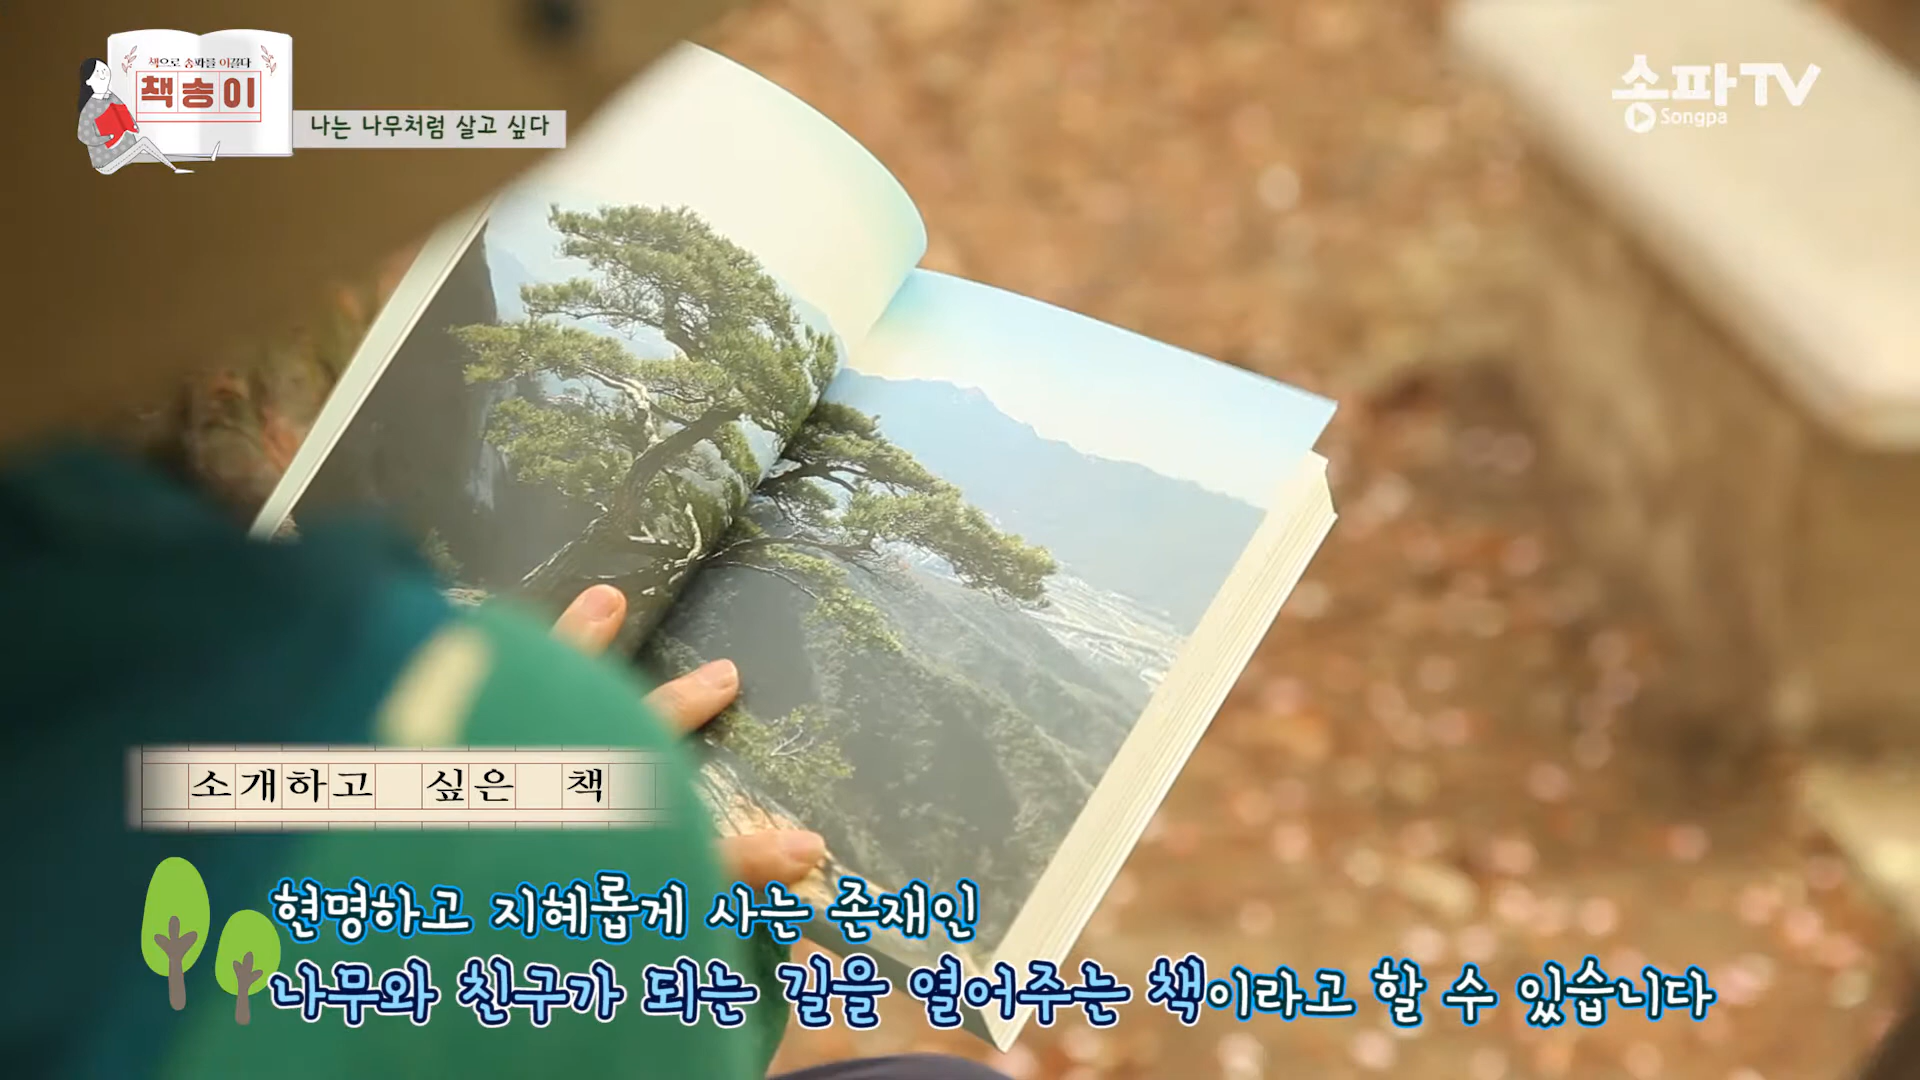 책으로 송파를 이끌다
책송이
나는 나무처럼 살고 싶다
송파TV
Songpa
소개하고 싶은 책
현명하고 지혜롭게 사는 존재인
나무와 친구가 되는 길을 열어주는 책이라고 할 수 있습니다